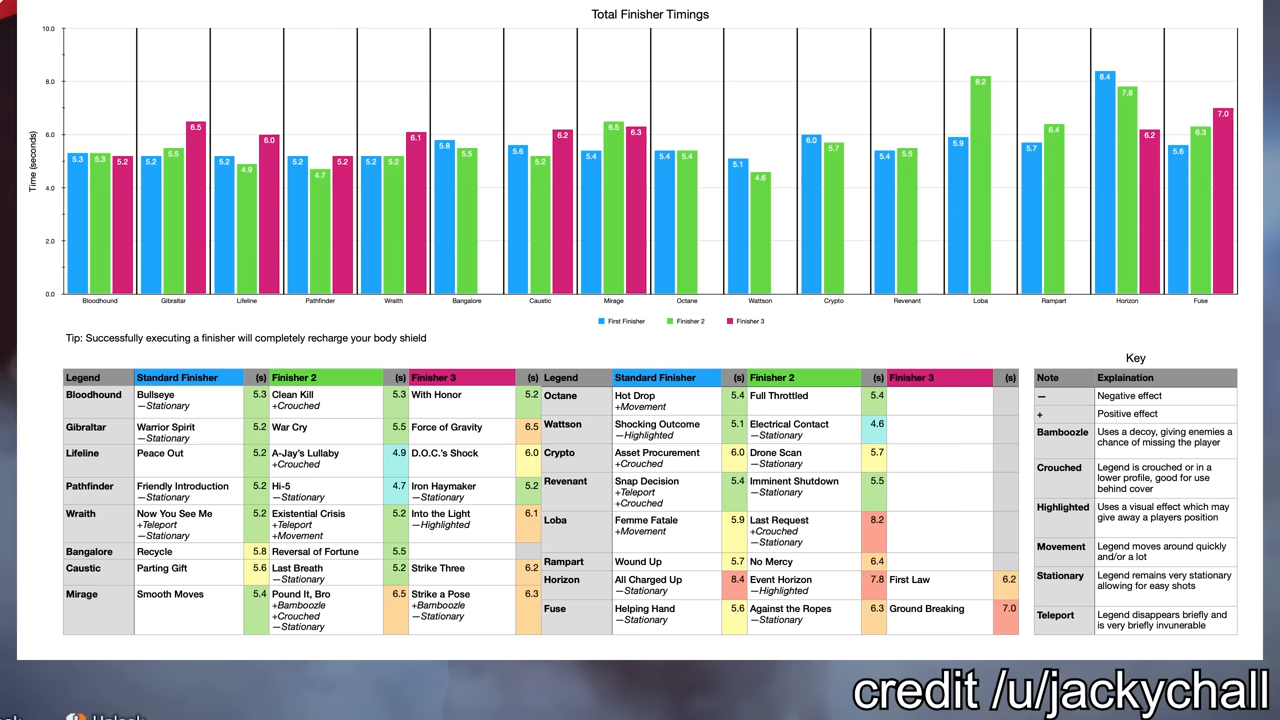 Total Finisher Timings
Time (seconds)
10.0
8.0
6.0
4.0
2.0
0.0
5.3 5.3 5.2
5.2 5.5 6.5
5.2 4.9 6.0
5.2 4.7 5.2
5.2 5.2 6.1
5.8 5.5
5.6 5.2 6.2
5.4 6.5 6.3
5.4 5.4
5.1 4.6
6.0 5.7
5.4 5.5
5.9 8.2
5.7 6.4
8.4 7.8 6.2
5.6 6.3 7.0
Bloodhound Gibraltar Lifeline Pathfinder Wraith Bangalore Caustic Mirage Octane Wattson Crypto Revenant Loba Rampart Horizon Fuse
First Finisher Finisher 2 Finisher 3
Tip: Successfully executing a finisher will completely recharge your body shield
Legend Standard Finisher (s) Finisher 2 (s) Finisher 3 (s)
Bloodhound Bullseye 5.3 Clean Kill 5.3 With Honor 5.2
—Stationary +Crouched
Gibraltar Warrior Spirit 5.2 War Cry 5.5 Force of Gravity 6.5
—Stationary
Lifeline Peace Out 5.2 A-Jay's Lullaby 4.9 D.O.C.'s Shock 6.0
+Crouched
Pathfinder Friendly Introduction 5.2 Hi-5 4.7 Iron Haymaker 5.2
—Stationary —Stationary —Stationary
Wraith Now You See Me 5.2 Existential Crisis 5.2 Into the Light 6.1
+Teleport +Teleport —Highlighted
—Stationary +Movement
Bangalore Recycle 5.8 Reversal of Fortune 5.5
Caustic Parting Gift 5.6 Last Breath 5.2 Strike Three 6.2
—Stationary
Mirage Smooth Moves 5.4 Pound It, Bro 6.5 Strike a Pose 6.3
+Bamboozle +Bamboozle
+Crouched —Stationary
—Stationary
Legend Standard Finisher (s) Finisher 2 (s) Finisher 3 (s)
Octane Hot Drop 5.4 Full Throttled 5.4
+Movement
Wattson Shocking Outcome 5.1 Electrical Contact 4.6
—Highlighted —Stationary
Crypto Asset Procurement 6.0 Drone Scan 5.7
+Crouched —Stationary
Revenant Snap Decision 5.4 Imminent Shutdown 5.5
+Teleport —Stationary
+Crouched
Loba Femme Fatale 5.9 Last Request 8.2
+Movement +Crouched
—Stationary
Rampart Wound Up 5.7 No Mercy 6.4
Horizon All Charged Up 8.4 Event Horizon 7.8 First Law 6.2
—Stationary —Highlighted
Fuse Helping Hand 5.6 Against the Ropes 6.3 Ground Breaking 7.0
—Stationary —Stationary
Key
Note Explaination
— Negative effect
+ Positive effect
Bamboozle Uses a decoy, giving enemies a
chance of missing the player
Crouched Legend is crouched or in a
lower profile, good for use
behind cover
Highlighted Uses a visual effect which may
give away a players position
Movement Legend moves around quickly
and/or a lot
Stationary Legend remains very stationary
allowing for easy shots
Teleport Legend disappears briefly and
is very briefly invunerable
credit /u/jackychall